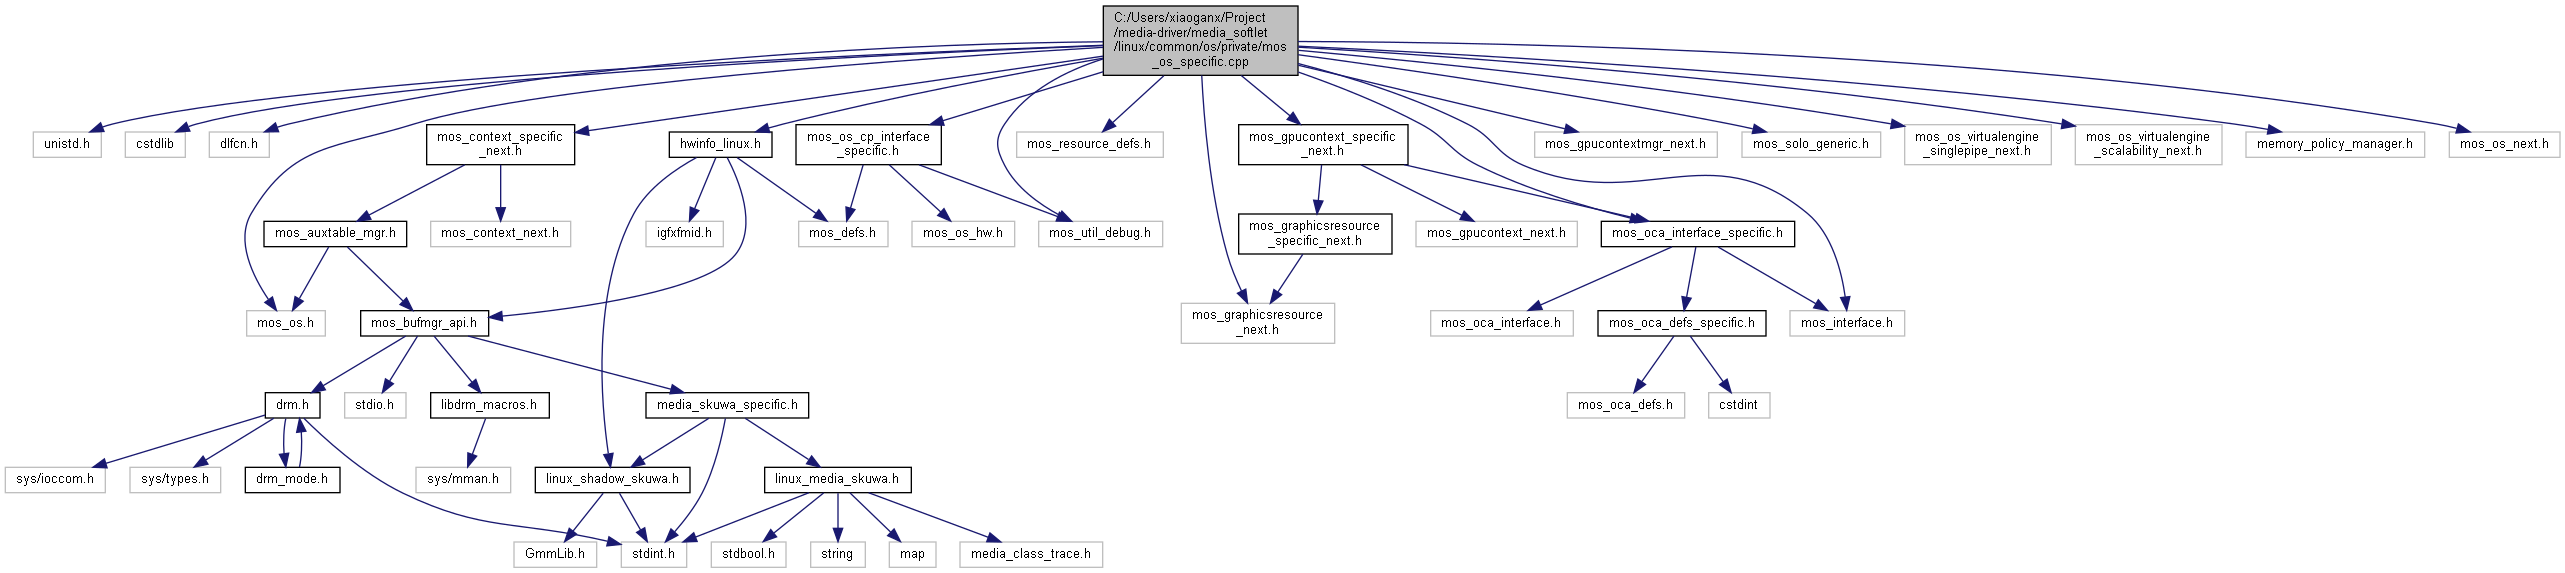 C:/Users/xiaoganx/Project
/media-driver/media_softlet
/linux/common/os/private/mos
_os_specific.cpp
unistd.h
cstdlib
dlfcn.h
mos_context_specific
_next.h
hwinfo_linux.h
mos_os_cp_interface
_specific.h
mos_resource_defs.h
mos_gpucontext_specific
_next.h
mos_gpucontextmgr_next.h
mos_solo_generic.h
mos_os_virtualengine
_singlepipe_next.h
mos_os_virtualengine
_scalability_next.h
memory_policy_manager.h
mos_os_next.h
mos_auxtable_mgr.h
mos_context_next.h
igfxfmid.h
mos_defs.h
mos_os_hw.h
mos_util_debug.h
mos_graphicsresource
_specific_next.h
mos_gpucontext_next.h
mos_oca_interface_specific.h
mos_os.h
mos_bufmgr_api.h
mos_graphicsresource
_next.h
mos_oca_interface.h
mos_oca_defs_specific.h
mos_interface.h
drm.h
stdio.h
libdrm_macros.h
media_skuwa_specific.h
mos_oca_defs.h
cstdint
sys/ioccom.h
sys/types.h
drm_mode.h
sys/mman.h
linux_shadow_skuwa.h
linux_media_skuwa.h
GmmLib.h
stdint.h
stdbool.h
string
map
media_class_trace.h